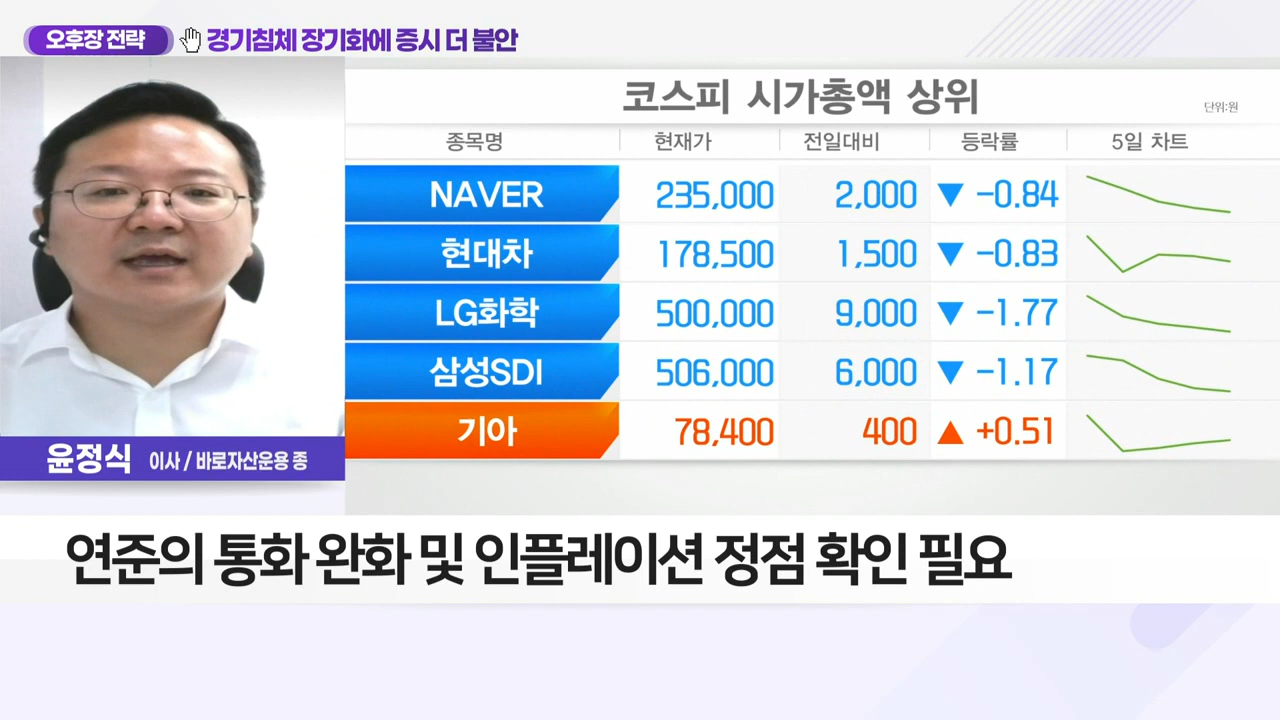 오후장 전략 경기침체 장기화에 증시 더 불안
코스피 시가총액 상위
단위:원
종목명 현재가 전일대비 등락률 5일 차트
NAVER 235,000 2,000 ▼ -0.84
현대차 178,500 1,500 ▼ -0.83
LG화학 500,000 9,000 ▼ -1.77
삼성SDI 506,000 6,000 ▼ -1.17
기아 78,400 400 ▲ +0.51
윤정식 이사 / 바로자산운용 종
연준의 통화 완화 및 인플레이션 정점 확인 필요